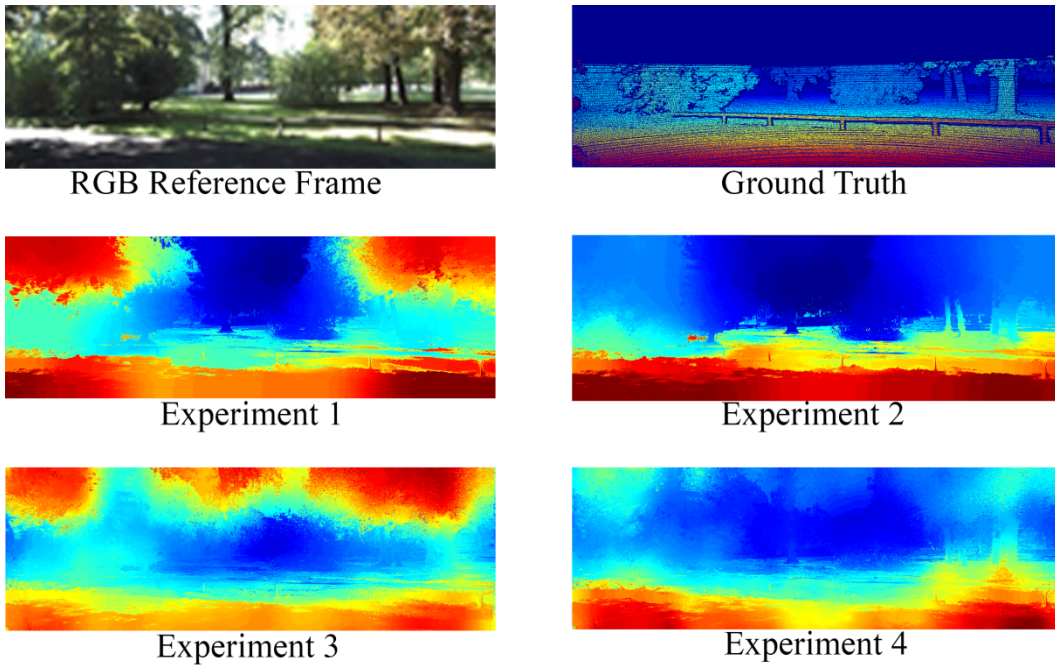 RGB Reference Frame
Ground Truth
Experiment 1
Experiment 2
Experiment 3
Experiment 4